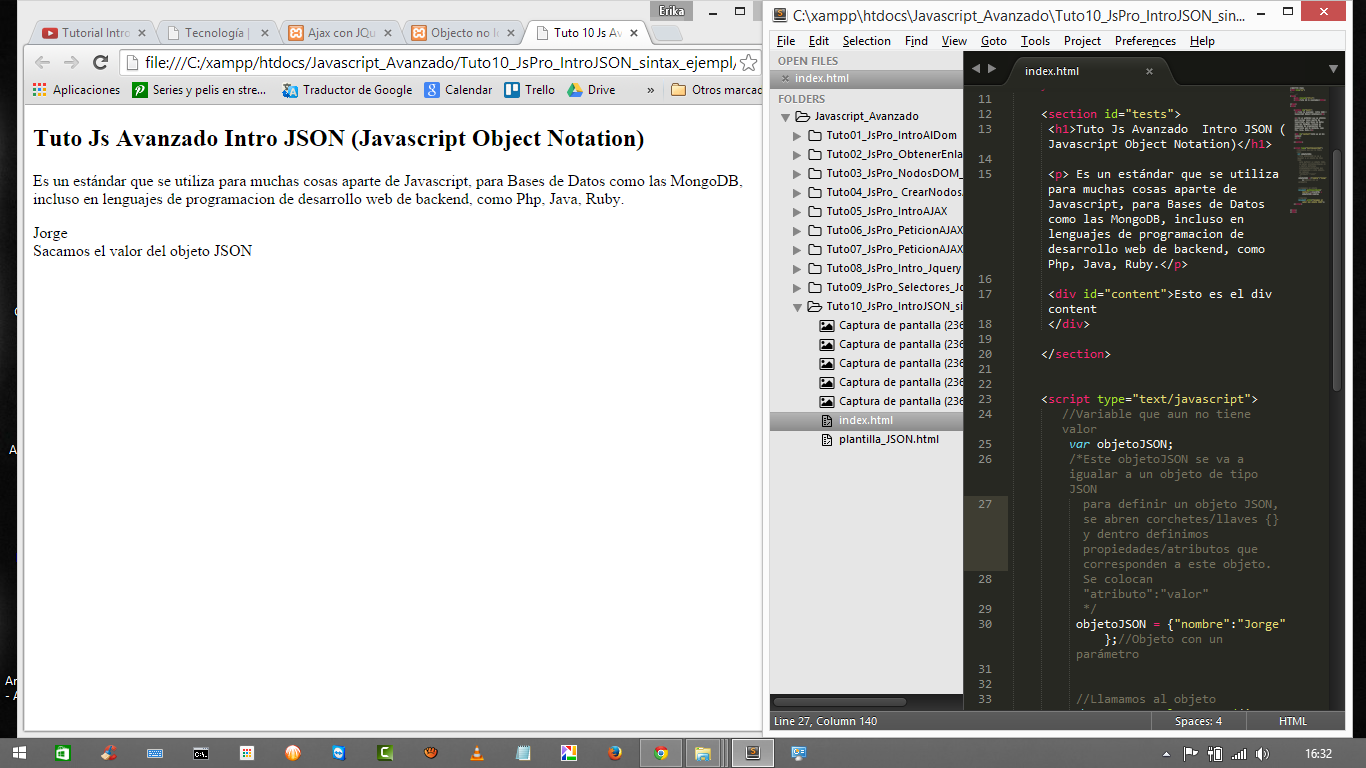 Erika
Tutorial Intro
Tecnología |
Ajax con JQu
Objecto no le
Tuto 10 Js Av
file:///C:/xampp/htdocs/Javascript_Avanzado/Tuto10_JsPro_IntroJSON_sintax_ejempl/
Aplicaciones
Series y pelis en stre...
Traductor de Google
Calendar
Trello
Drive
»
Otros marcad
Tuto Js Avanzado Intro JSON (Javascript Object Notation)
Es un estándar que se utiliza para muchas cosas aparte de Javascript, para Bases de Datos como las MongoDB,
incluso en lenguajes de programacion de desarrollo web de backend, como Php, Java, Ruby.
Jorge
Sacamos el valor del objeto JSON
C:\xampp\htdocs\Javascript_Avanzado\Tuto10_JsPro_IntroJSON_sin...
File Edit Selection Find View Goto Tools Project Preferences Help
OPEN FILES
index.html
FOLDERS
Javascript_Avanzado
Tuto01_JsPro_IntroAlDom
Tuto02_JsPro_ObtenerEnla
Tuto03_JsPro_NodosDOM_
Tuto04_JsPro_ CrearNodos.
Tuto05_JsPro_IntroAJAX
Tuto06_JsPro_PeticionAJAX
Tuto07_JsPro_PeticionAJAX
Tuto08_JsPro_Intro_Jquery
Tuto09_JsPro_Selectores_Jq
Tuto10_JsPro_IntroJSON_si
Captura de pantalla (236
Captura de pantalla (236
Captura de pantalla (236
Captura de pantalla (236
Captura de pantalla (236
index.html
plantilla_JSON.html
index.html
11
12 <section id="tests">
13 <h1>Tuto Js Avanzado  Intro JSON (
Javascript Object Notation)</h1>
14
15 <p> Es un estándar que se utiliza
para muchas cosas aparte de
Javascript, para Bases de Datos
como las MongoDB, incluso en
lenguajes de programacion de
desarrollo web de backend, como
Php, Java, Ruby.</p>
16
17 <div id="content">Esto es el div
content
18 </div>
19
20 </section>
21
22
23 <script type="text/javascript">
24 //Variable que aun no tiene
valor
25 var objetoJSON;
26 /*Este objetoJSON se va a
igualar a un objeto de tipo
JSON
27 para definir un objeto JSON,
se abren corchetes/llaves {}
y dentro definimos
propiedades/atributos que
corresponden a este objeto.
28 Se colocan
"atributo":"valor"
29 */
30 objetoJSON = {"nombre":"Jorge"
};//Objeto con un
parámetro
31
32
33 //Llamamos al objeto
Line 27, Column 140
Spaces: 4
HTML
16:32